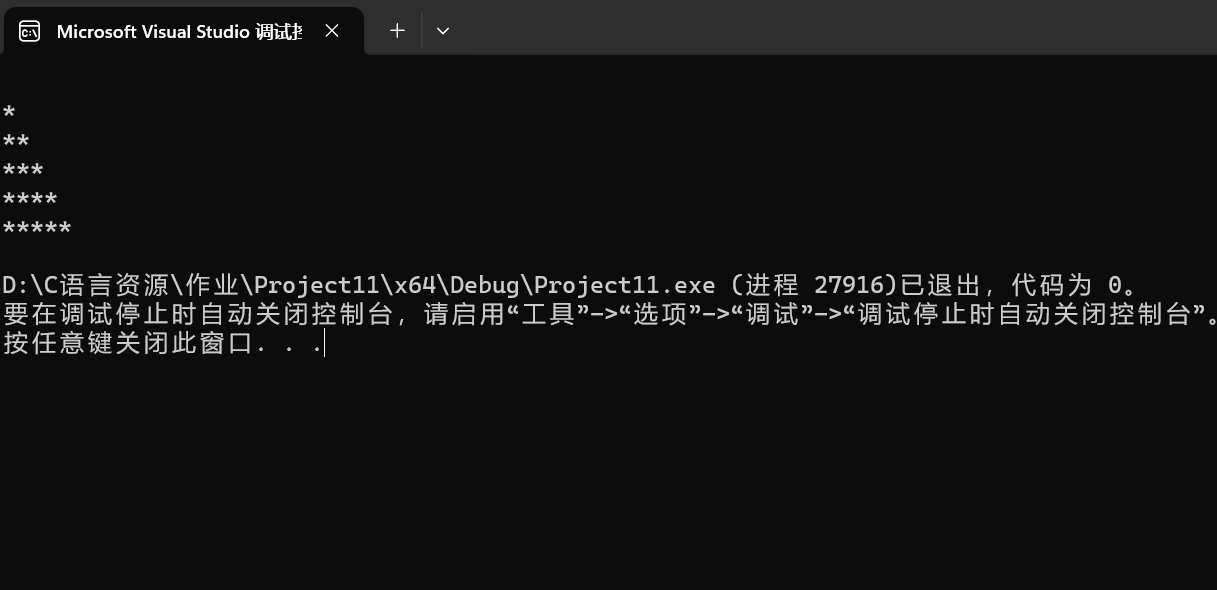 Microsoft Visual Studio 调试控
*
**
***
****
*****
D:\C语言资源\作业\Project11\x64\Debug\Project11.exe (进程 27916)已退出，代码为 0。
要在调试停止时自动关闭控制台，请启用“工具”->“选项”->“调试”->“调试停止时自动关闭控制台”。
按任意键关闭此窗口. . .